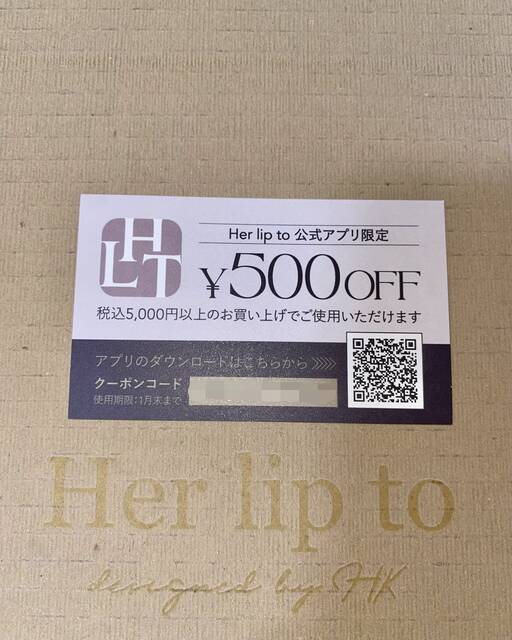 LHT
Her lip to 公式アプリ限定
¥500OFF
税込5,000円以上のお買い上げでご使用いただけます
アプリのダウンロードはこちらから
クーポンコード
使用期限:1月末まで
Her lip to
designed by HK